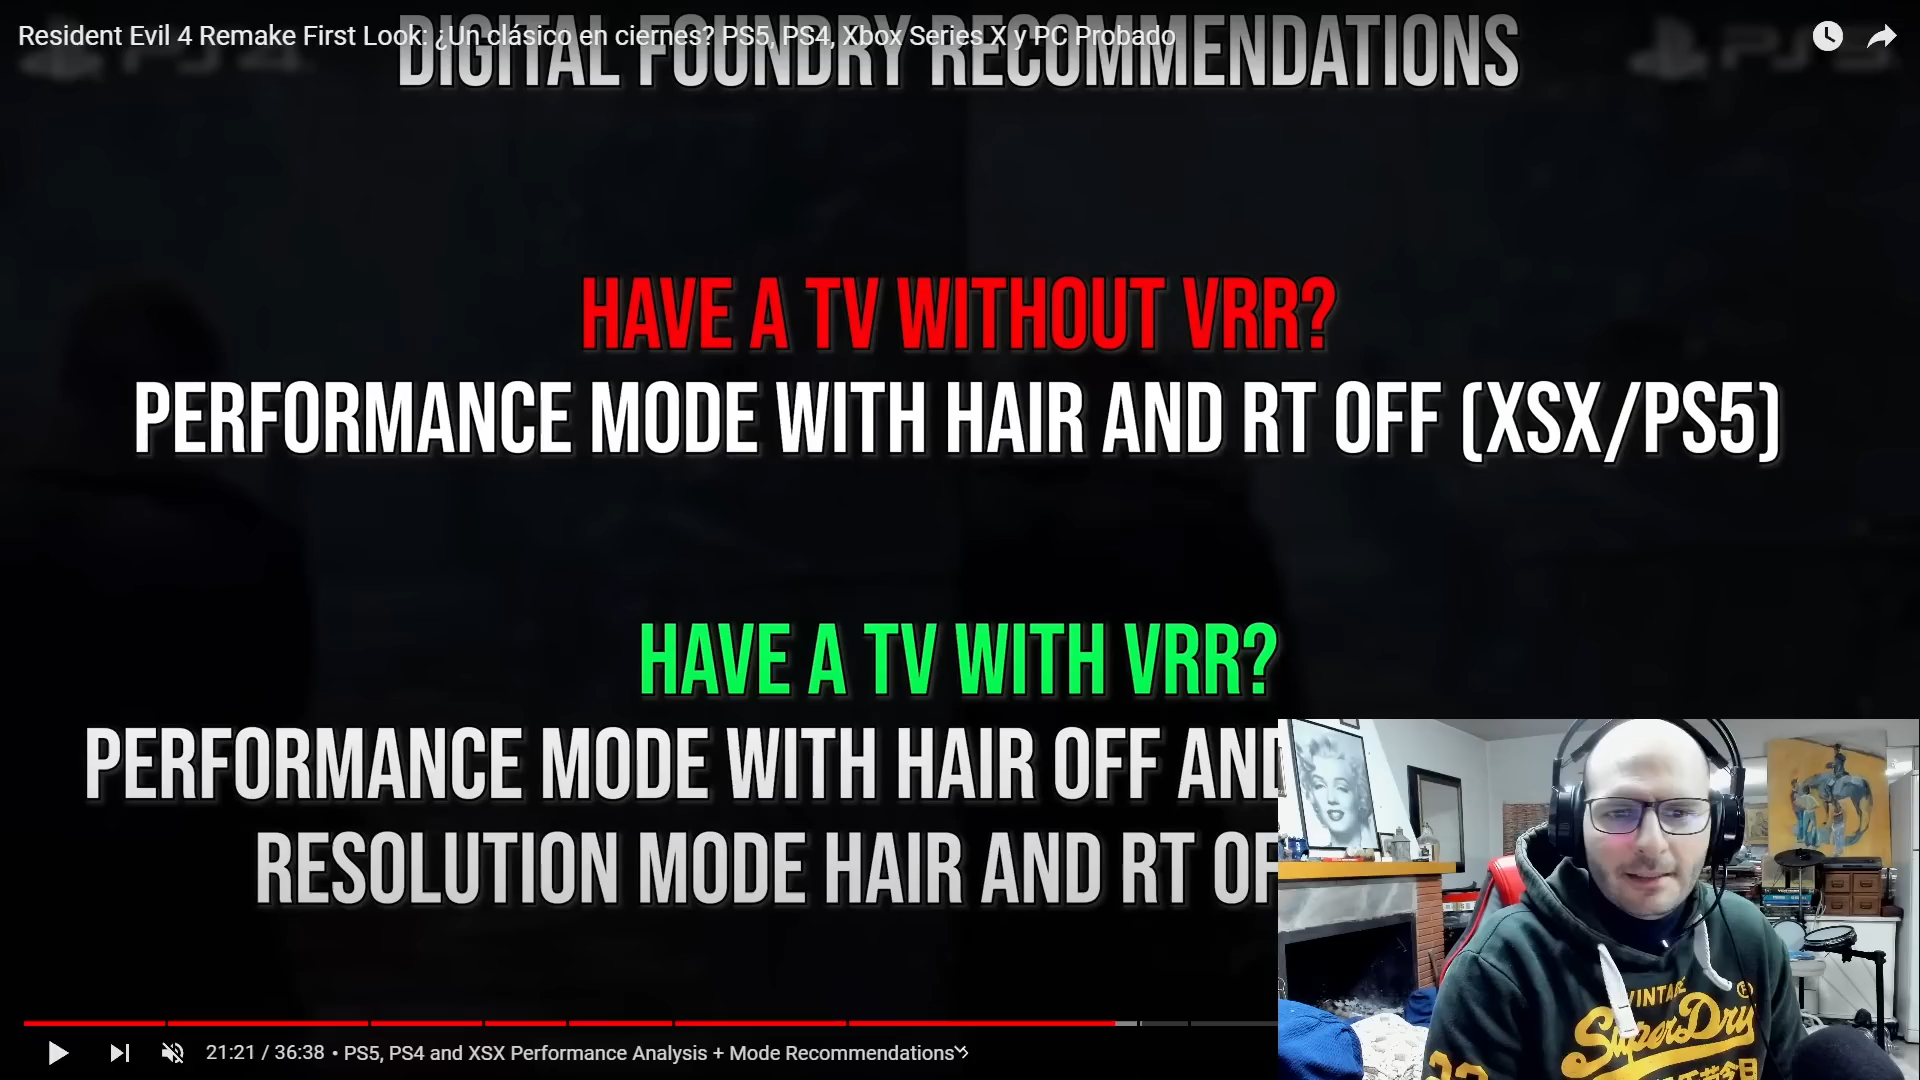 Resident Evil 4 Remake First Look: ¿Un clásico en ciernes? PS5, PS4, Xbox Series X y PC Probado
PS4
PS5
DIGITAL FOUNDRY RECOMMENDATIONS
HAVE A TV WITHOUT VRR?
PERFORMANCE MODE WITH HAIR AND RT OFF (XSX/PS5)
HAVE A TV WITH VRR?
PERFORMANCE MODE WITH HAIR OFF AND
RESOLUTION MODE HAIR AND RT OF
21:21 / 36:38 • PS5, PS4 and XSX Performance Analysis + Mode Recommendations
VINTAGE
SuperDry